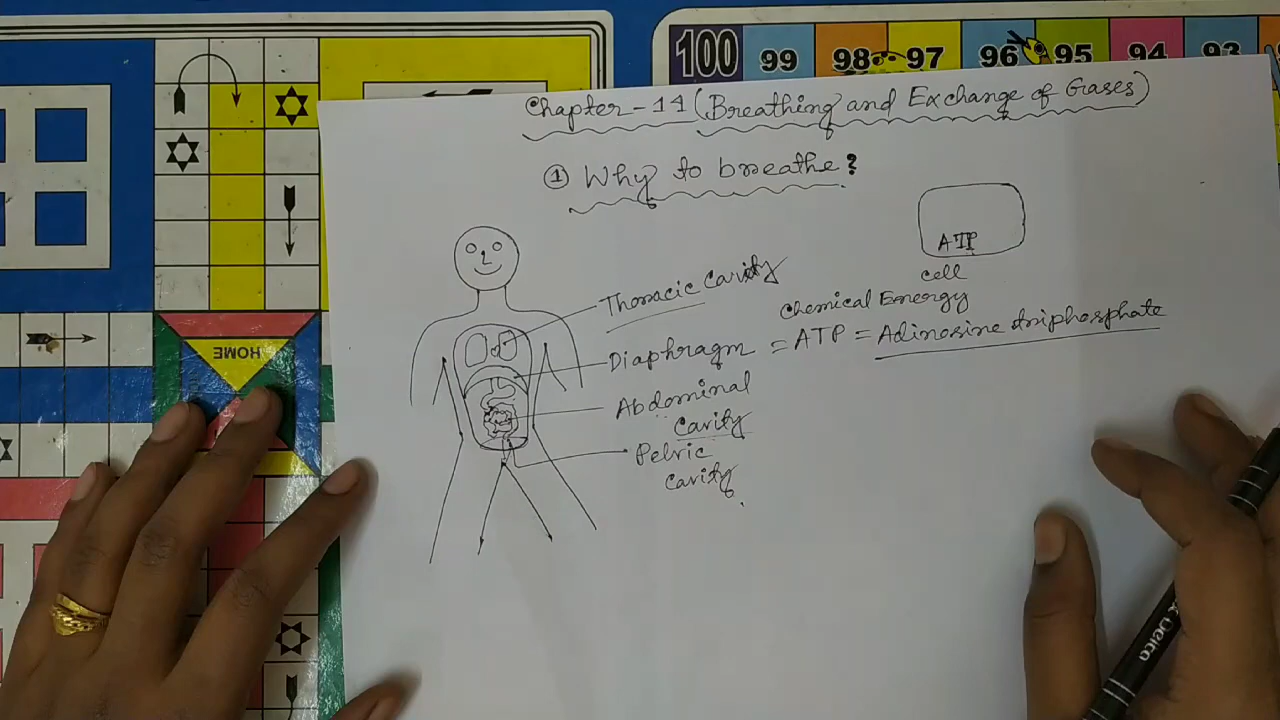 100 99 98 97 96 95 94 93
Chapter-14 (Breathing and Exchange of Gases)
① Why to breathe?
ATP
cell
Thoracic cavity
Chemical Energy
Diaphragm = ATP = Adinosine triphosphate
Abdominal
cavity
Pelvic
cavity
HOME
Delta